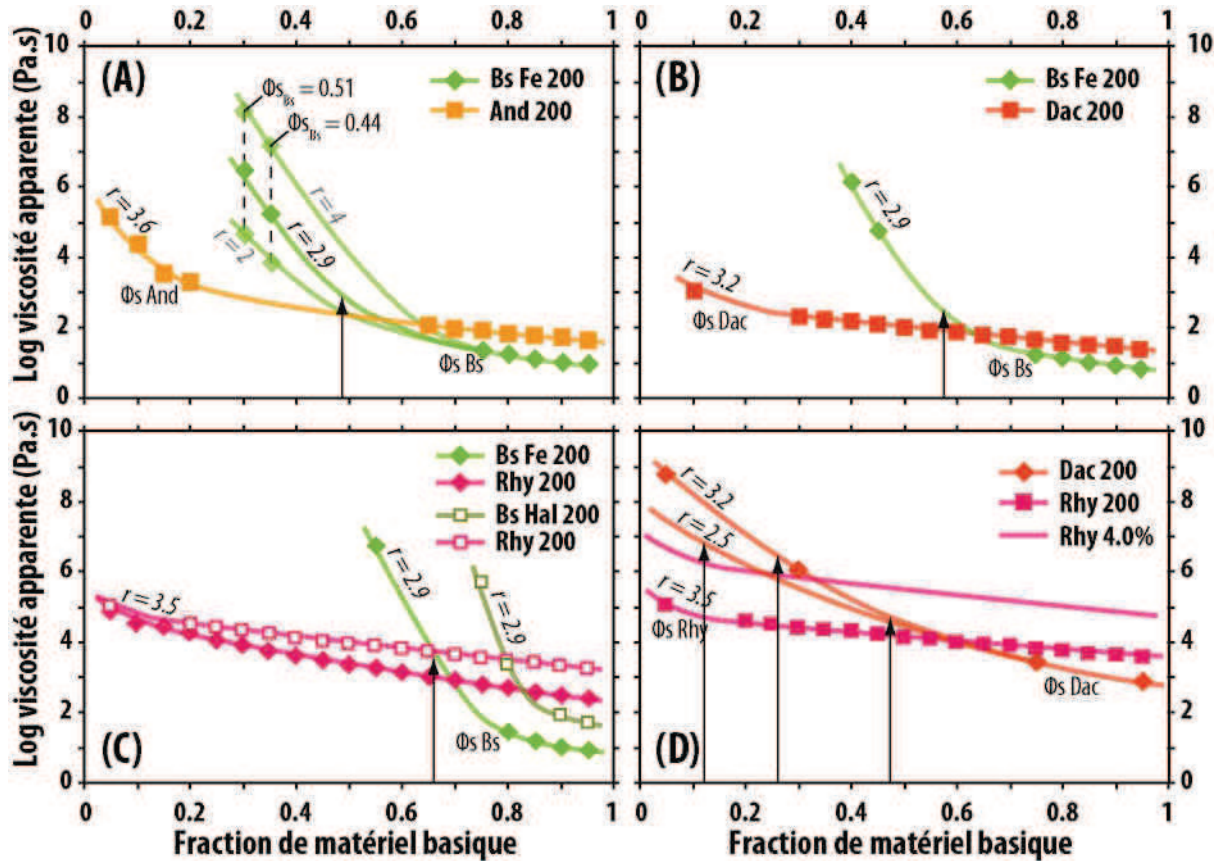 0 0.2 0.4 0.6 0.8 1
0 0.2 0.4 0.6 0.8 1
Log viscosité apparente (Pa.s)
10
8
6
4
2
0
(A)
Φs Bs = 0.51
Φs Bs = 0.44
Bs Fe 200
And 200
r = 3.6
r = 4
r = 2.9
r = 2
Φs And
Φs Bs
(B)
Bs Fe 200
Dac 200
r = 2.9
r = 3.2
Φs Dac
Φs Bs
10
8
6
4
2
0
Log viscosité apparente (Pa.s)
10
8
6
4
2
0
Bs Fe 200
Rhy 200
Bs Hal 200
Rhy 200
r = 3.5
r = 2.9
r = 2.9
Φs Bs
(C)
Dac 200
Rhy 200
Rhy 4.0%
r = 3.2
r = 2.5
r = 3.5
Φs Rhy
Φs Dac
(D)
10
8
6
4
2
0
0 0.2 0.4 0.6 0.8 1
0 0.2 0.4 0.6 0.8 1
Fraction de matériel basique
Fraction de matériel basique